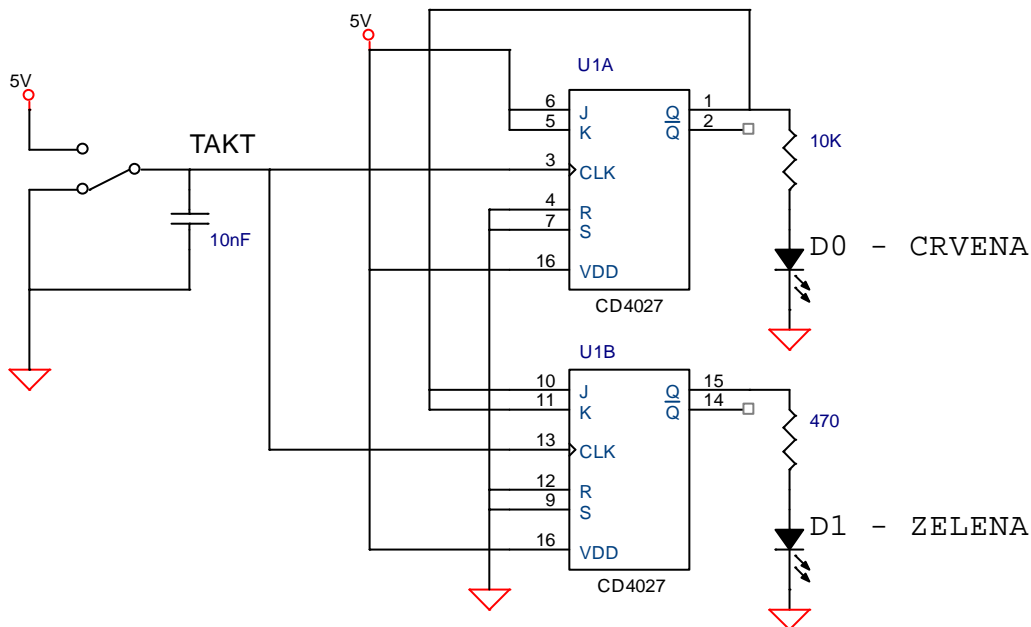 5V
5V
TAKT
10nF
U1A
6 J Q 1
5 K Q 2
3 CLK
4 R
7 S
16 VDD
CD4027
10K
D0 - CRVENA
U1B
10 J Q 15
11 K Q 14
13 CLK
12 R
9 S
16 VDD
CD4027
470
D1 - ZELENA